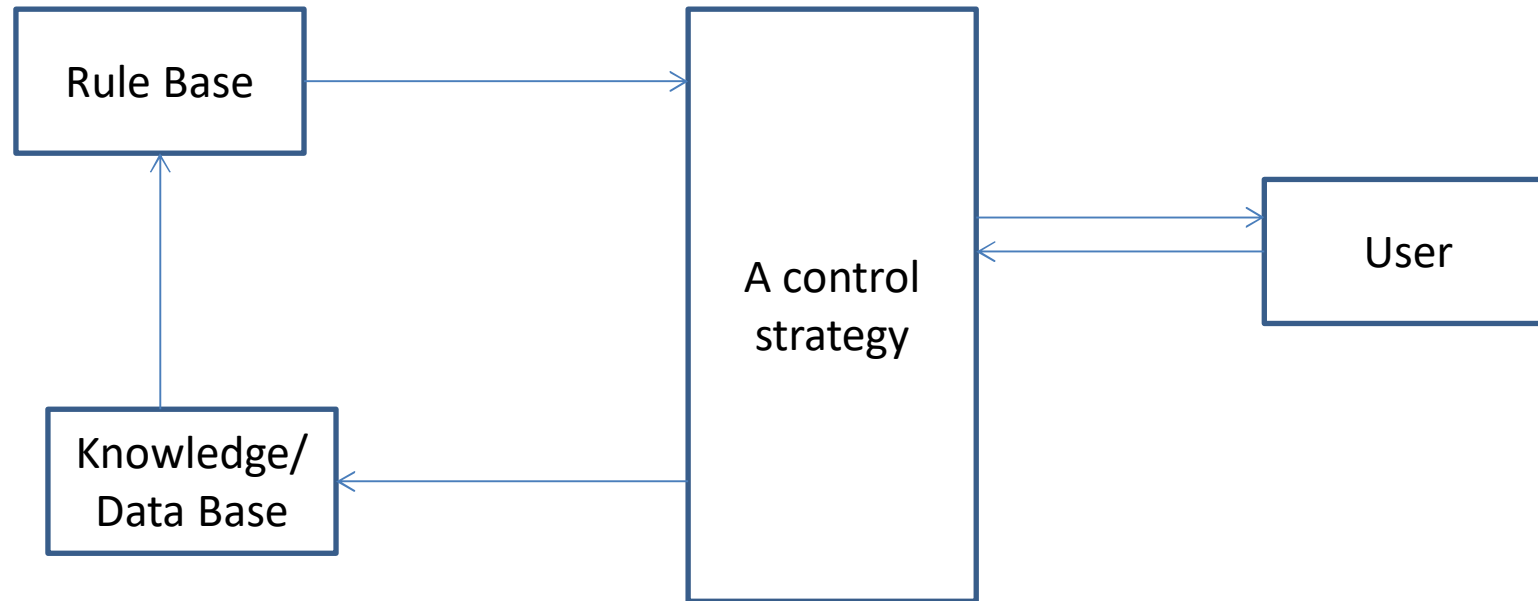 Rule Base
A control
strategy
User
Knowledge/
Data Base